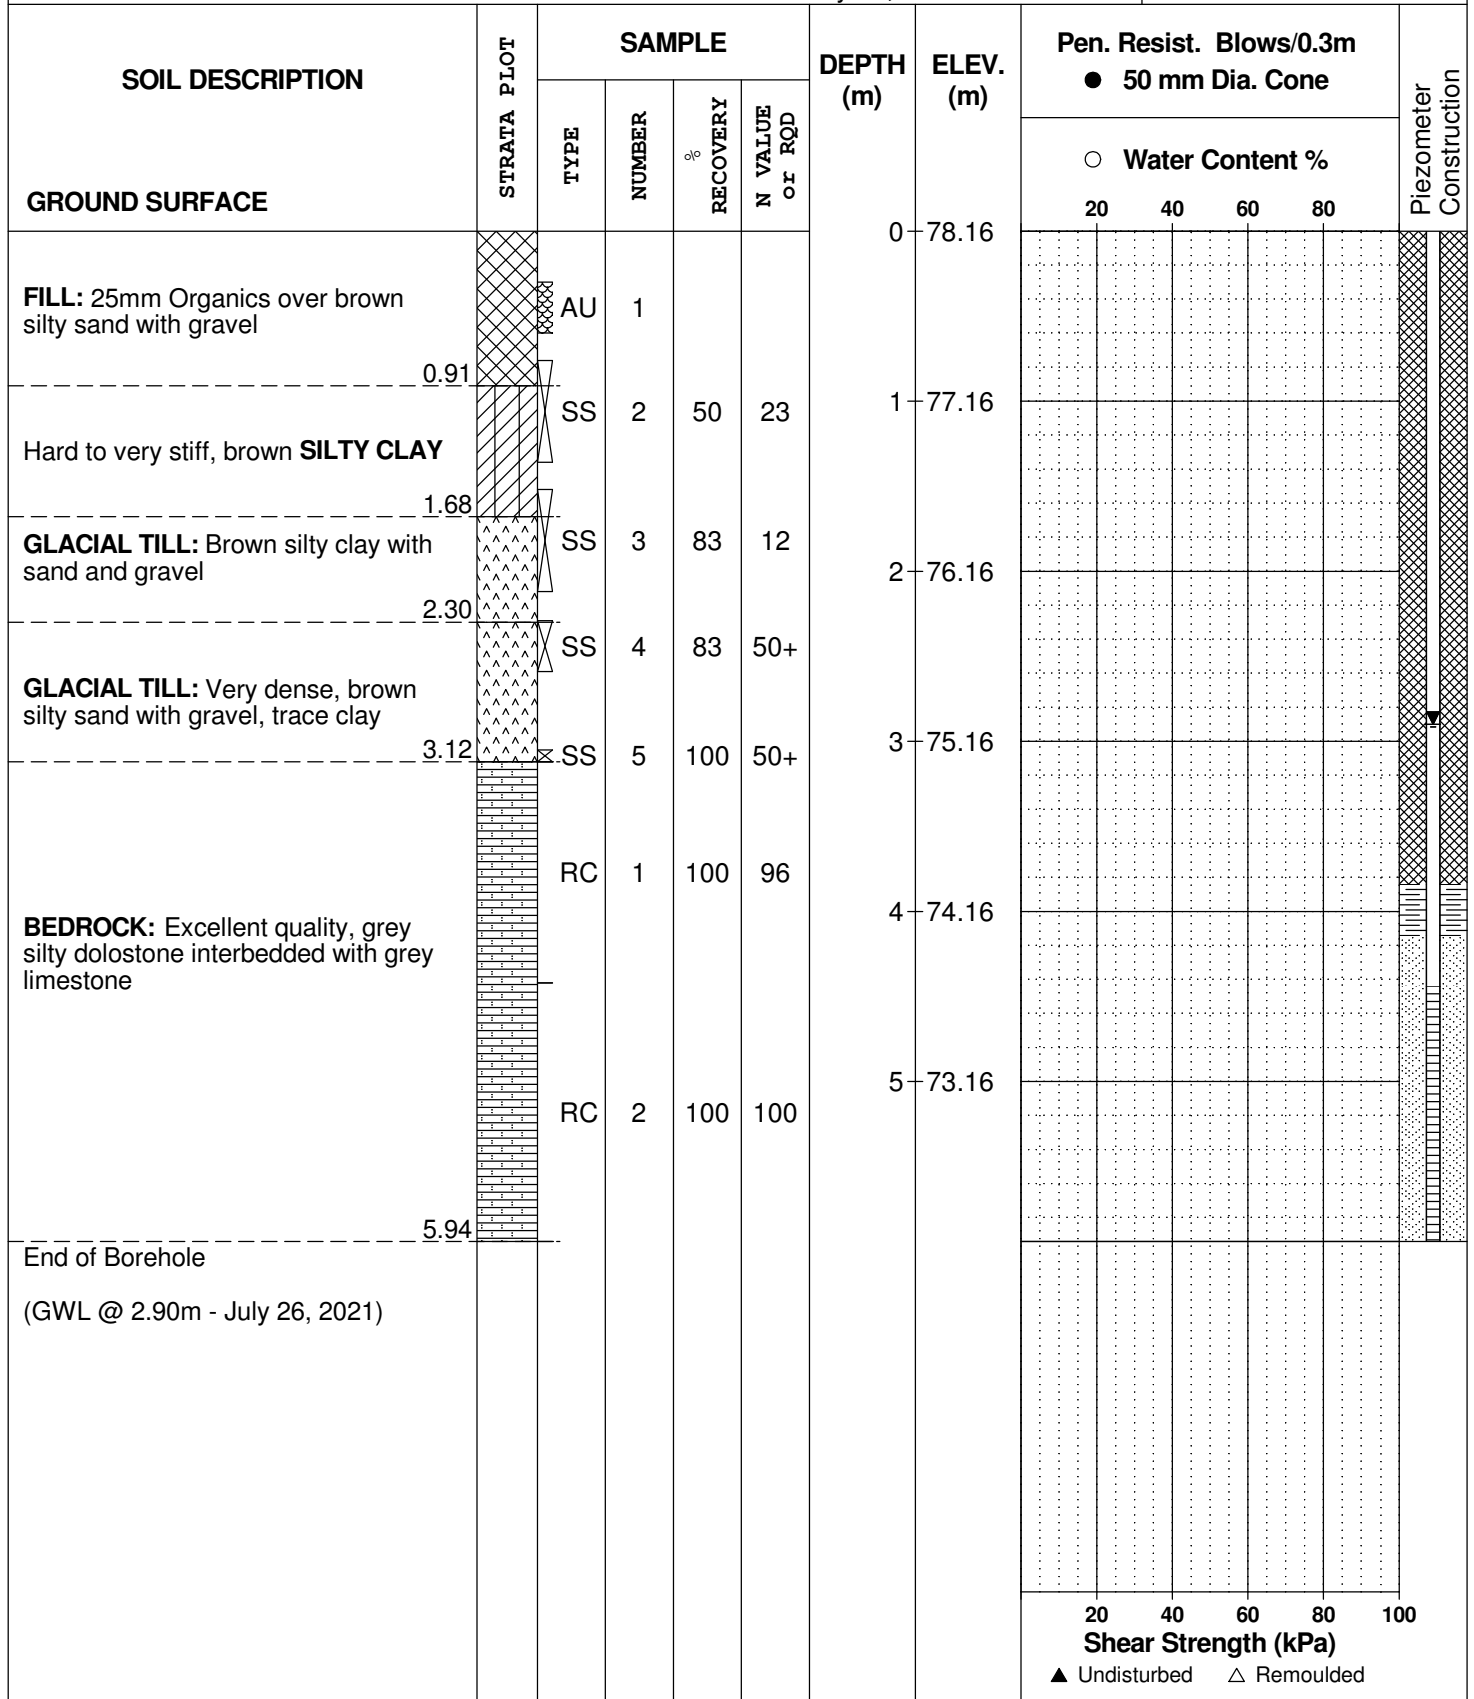 SOIL DESCRIPTION
GROUND SURFACE
STRATA PLOT
SAMPLE
TYPE
NUMBER
%
RECOVERY
N VALUE
or RQD
DEPTH
(m)
ELEV.
(m)
Pen. Resist. Blows/0.3m
● 50 mm Dia. Cone
○ Water Content %
20 40 60 80
Piezometer
Construction
0 78.16
FILL: 25mm Organics over brown
silty sand with gravel
AU 1
0.91
SS 2 50 23
1 77.16
Hard to very stiff, brown SILTY CLAY
1.68
GLACIAL TILL: Brown silty clay with
sand and gravel
SS 3 83 12
2 76.16
2.30
SS 4 83 50+
GLACIAL TILL: Very dense, brown
silty sand with gravel, trace clay
3.12
SS 5 100 50+
3 75.16
RC 1 100 96
4 74.16
BEDROCK: Excellent quality, grey
silty dolostone interbedded with grey
limestone
5 73.16
RC 2 100 100
5.94
End of Borehole
(GWL @ 2.90m - July 26, 2021)
20 40 60 80 100
Shear Strength (kPa)
▲ Undisturbed △ Remoulded